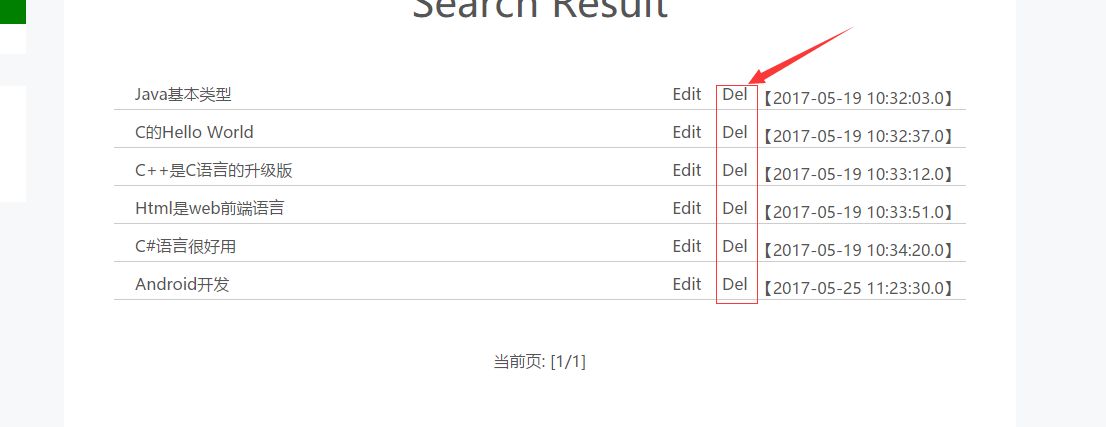 Search Result
Java基本类型 Edit Del 【2017-05-19 10:32:03.0】
C的Hello World Edit Del 【2017-05-19 10:32:37.0】
C++是C语言的升级版 Edit Del 【2017-05-19 10:33:12.0】
Html是web前端语言 Edit Del 【2017-05-19 10:33:51.0】
C#语言很好用 Edit Del 【2017-05-19 10:34:20.0】
Android开发 Edit Del 【2017-05-25 11:23:30.0】
当前页: [1/1]